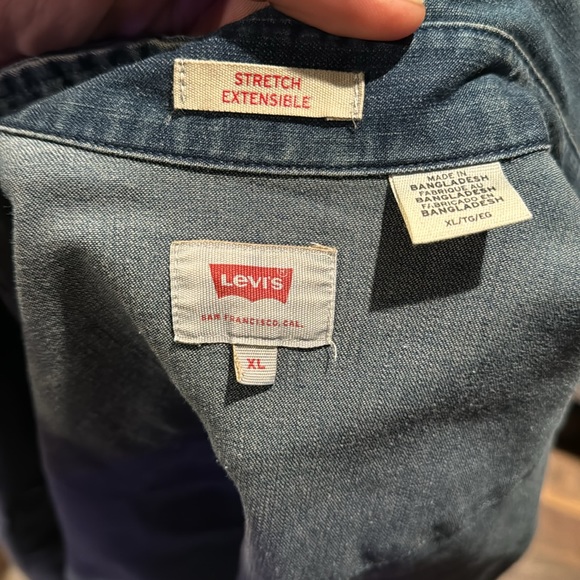 STRETCH
EXTENSIBLE
MADE IN
BANGLADESH
FABRIQUÉ AU
BANGLADESH
FABRICADO EN
BANGLADESH
XL/TG/EG
Levi's
SAN FRANCISCO, CAL.
XL